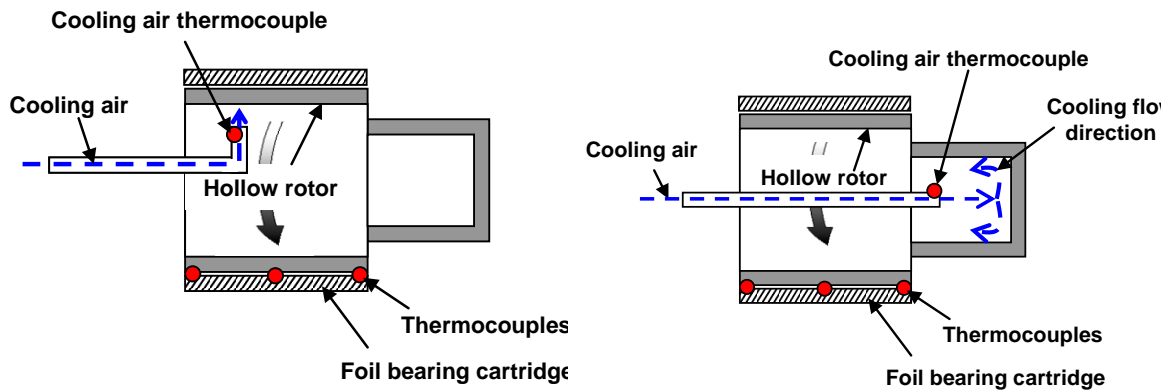 Cooling air thermocouple
Cooling air
Hollow rotor
Thermocouples
Foil bearing cartridge
Cooling air thermocouple
Cooling flow
direction
Cooling air
Hollow rotor
Thermocouples
Foil bearing cartridge